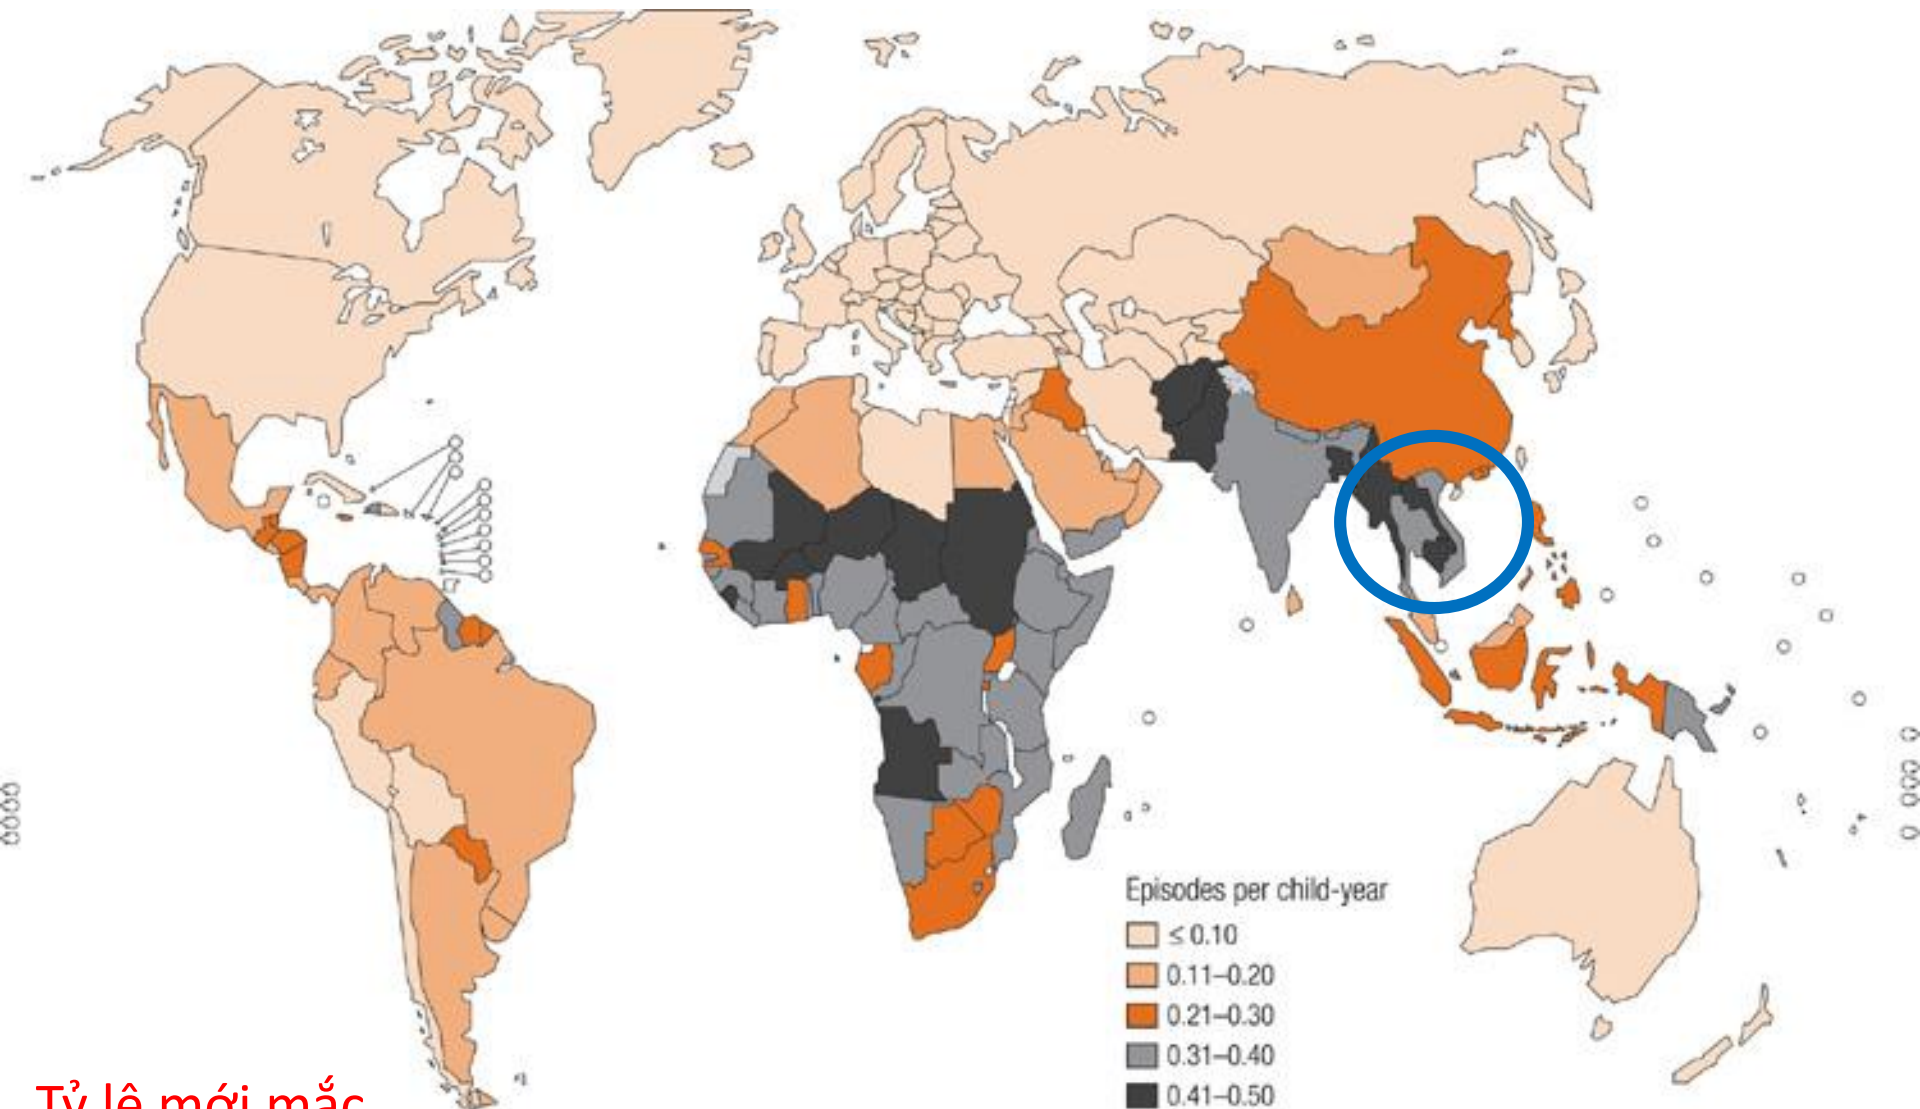 Episodes per child-year
≤ 0.10
0.11–0.20
0.21–0.30
0.31–0.40
0.41–0.50
Tỷ lệ mới mắc